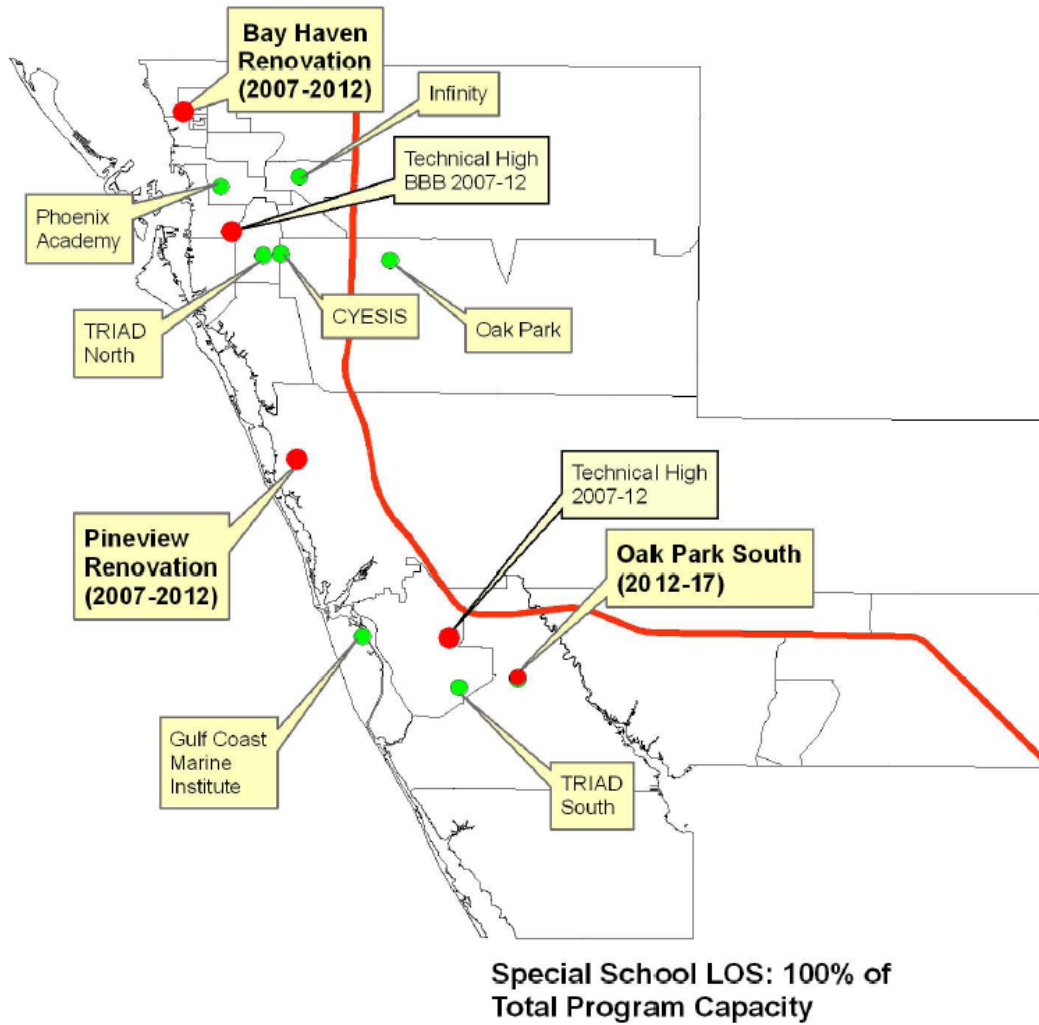 Bay Haven
Renovation
(2007-2012)
Infinity
Technical High
BBB 2007-12
Phoenix
Academy
TRIAD
North
CYESIS
Oak Park
Technical High
2007-12
Pineview
Renovation
(2007-2012)
Oak Park South
(2012-17)
Gulf Coast
Marine
Institute
TRIAD
South
Special School LOS: 100% of
Total Program Capacity